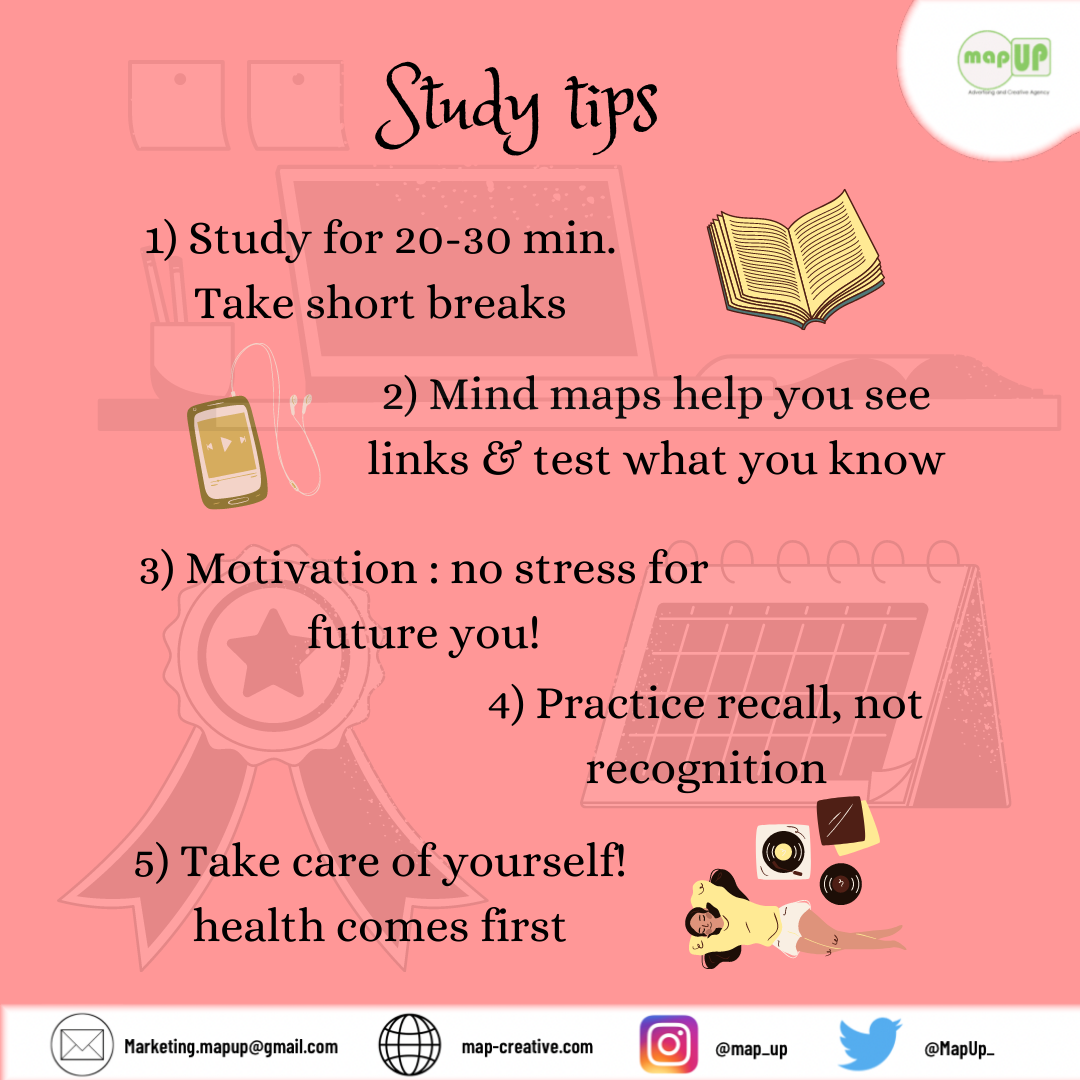 map UP
Advertising and Creative Agency
Study tips
1) Study for 20-30 min.
Take short breaks
2) Mind maps help you see
links & test what you know
3) Motivation : no stress for
future you!
4) Practice recall, not
recognition
5) Take care of yourself!
health comes first
Marketing.mapup@gmail.com
map-creative.com
@map_up
@MapUp_